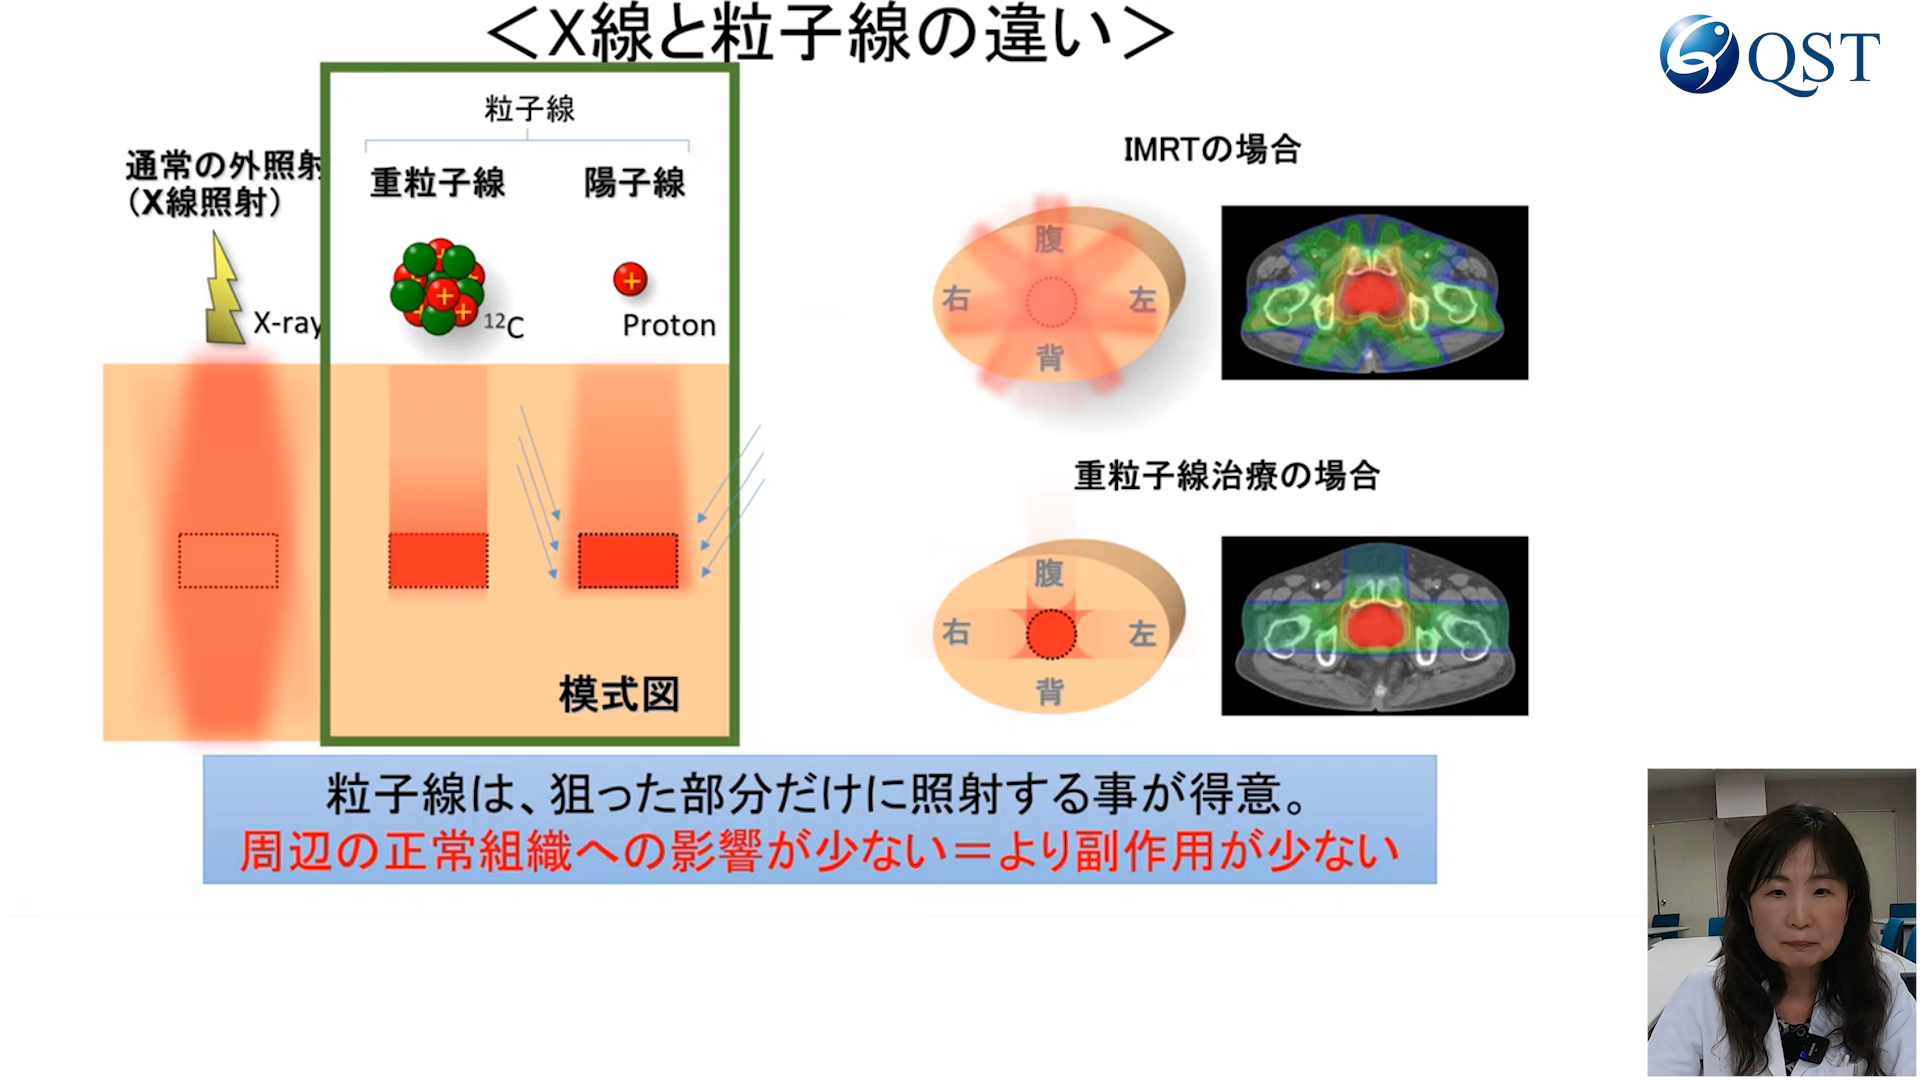 ＜X線と粒子線の違い＞
QST
粒子線
通常の外照射
（X線照射）
重粒子線
陽子線
X-ray
+
+
+
+
+
+
¹²C
Proton
模式図
IMRTの場合
腹
右
左
背
重粒子線治療の場合
腹
右
左
背
粒子線は、狙った部分だけに照射する事が得意。
周辺の正常組織への影響が少ない＝より副作用が少ない